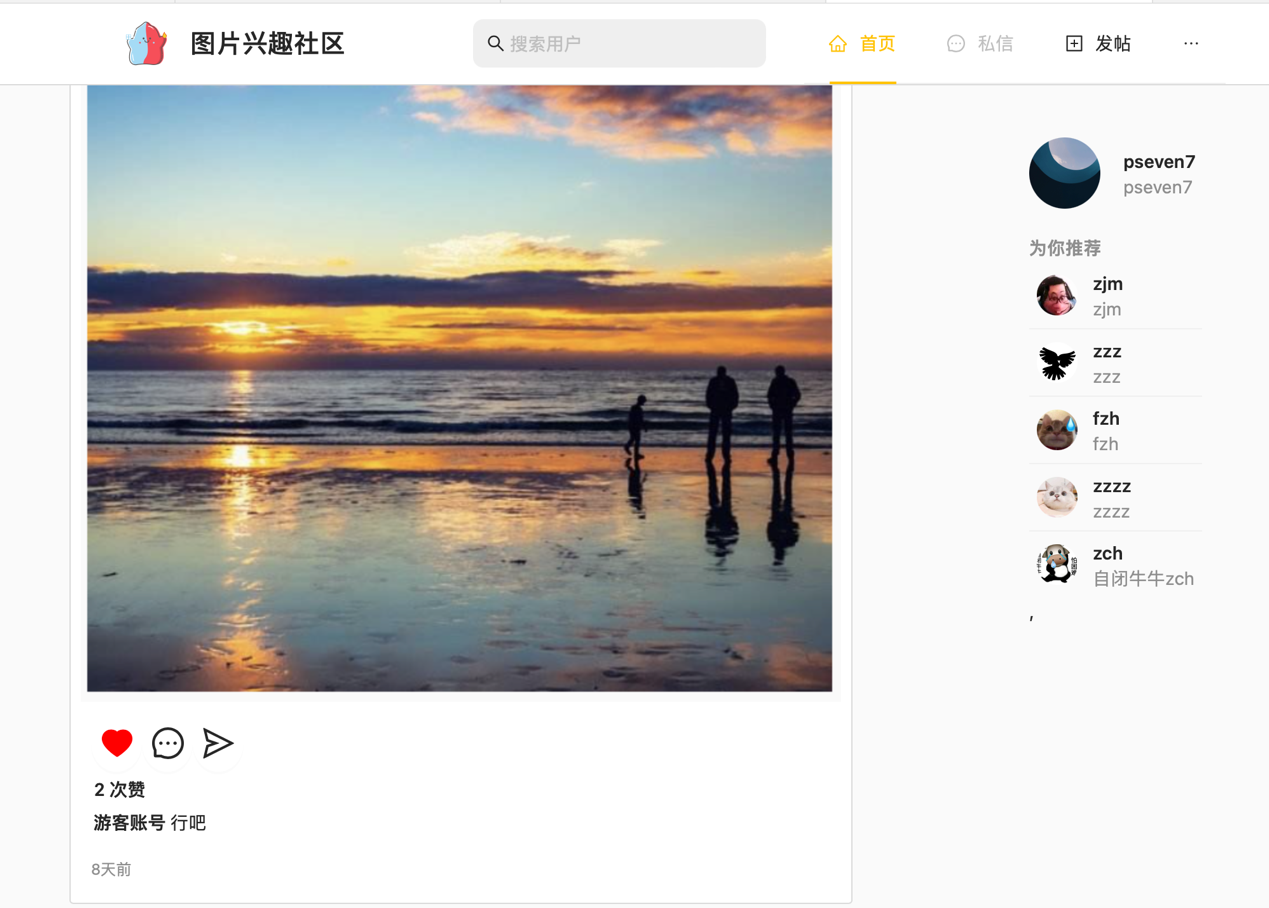 图片兴趣社区
搜索用户
首页
私信
发帖
pseven7
pseven7
为你推荐
zjm
zjm
zzz
zzz
fzh
fzh
zzzz
zzzz
zch
自闭牛牛zch
,
2 次赞
游客账号 行吧
8天前